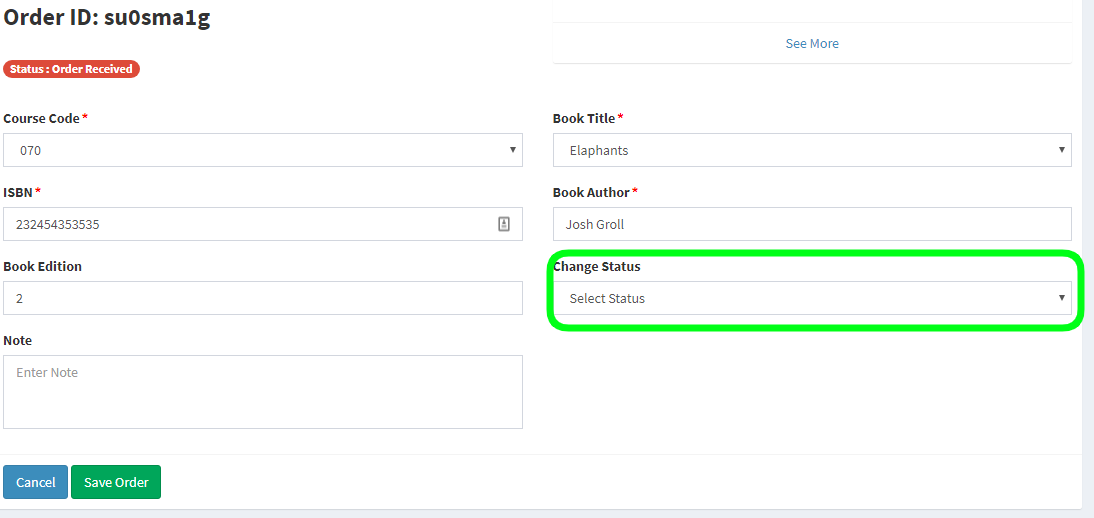 Order ID: su0sma1g
See More
Status : Order Received
Course Code *
070
Book Title *
Elaphants
ISBN *
232454353535
Book Author *
Josh Groll
Book Edition
2
Change Status
Select Status
Note
Enter Note
Cancel
Save Order